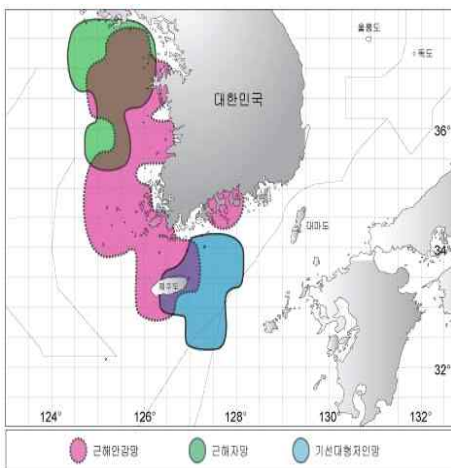 울릉도
독도
대한민국
36°
대마도
34°
제주도
32°
124° 126° 128° 130° 132°
근해안강망 근해자망 기선대형저인망